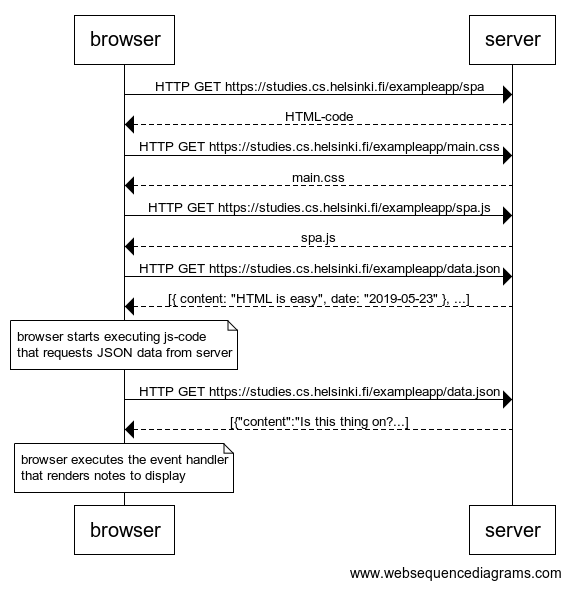 browser
server
HTTP GET https://studies.cs.helsinki.fi/exampleapp/spa
HTML-code
HTTP GET https://studies.cs.helsinki.fi/exampleapp/main.css
main.css
HTTP GET https://studies.cs.helsinki.fi/exampleapp/spa.js
spa.js
HTTP GET https://studies.cs.helsinki.fi/exampleapp/data.json
[{ content: "HTML is easy", date: "2019-05-23" }, ...]
browser starts executing js-code
that requests JSON data from server
HTTP GET https://studies.cs.helsinki.fi/exampleapp/data.json
[{"content":"Is this thing on?...]
browser executes the event handler
that renders notes to display
browser
server
www.websequencediagrams.com